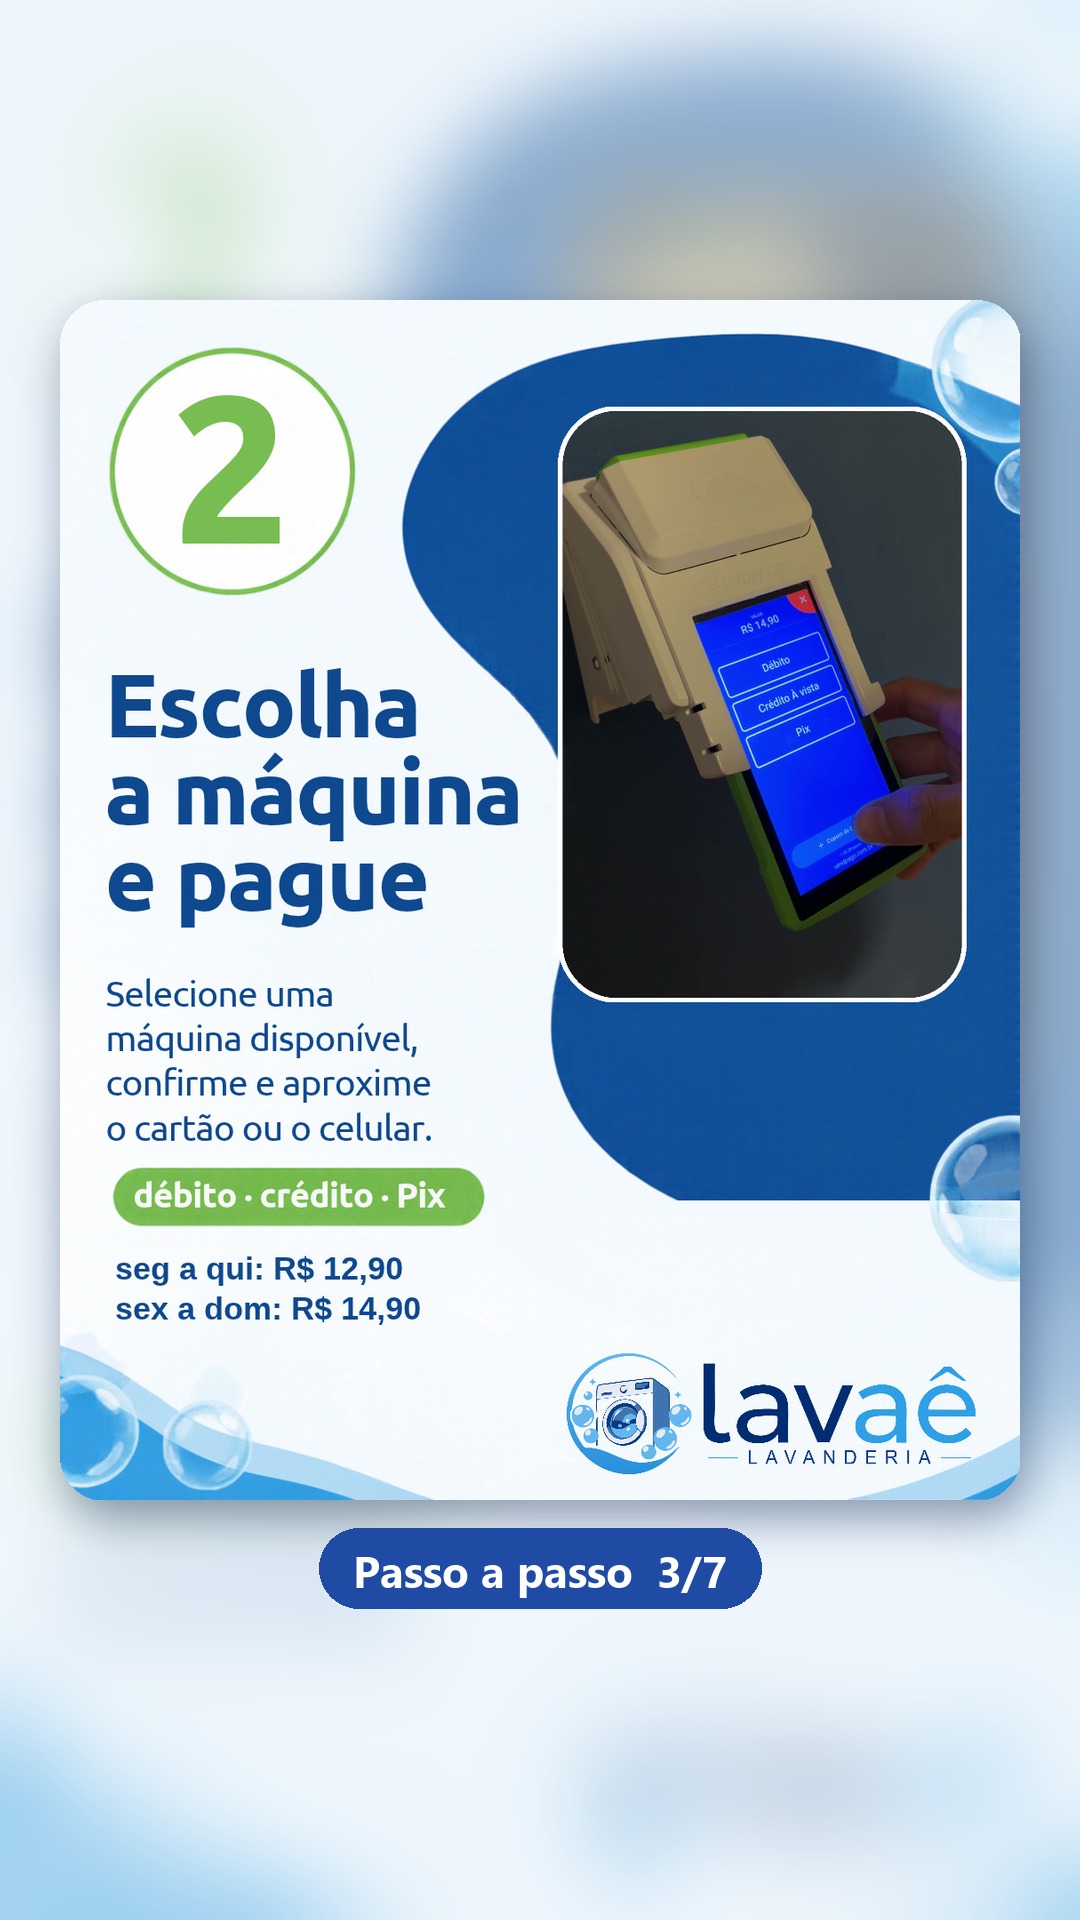 2
Escolha
a máquina
e pague
Selecione uma
máquina disponível,
confirme e aproxime
o cartão ou o celular.
débito · crédito · Pix
seg a qui: R$ 12,90
sex a dom: R$ 14,90
R$ 14,90
Débito
Crédito À vista
Pix
lavaê
LAVANDERIA
Passo a passo 3/7